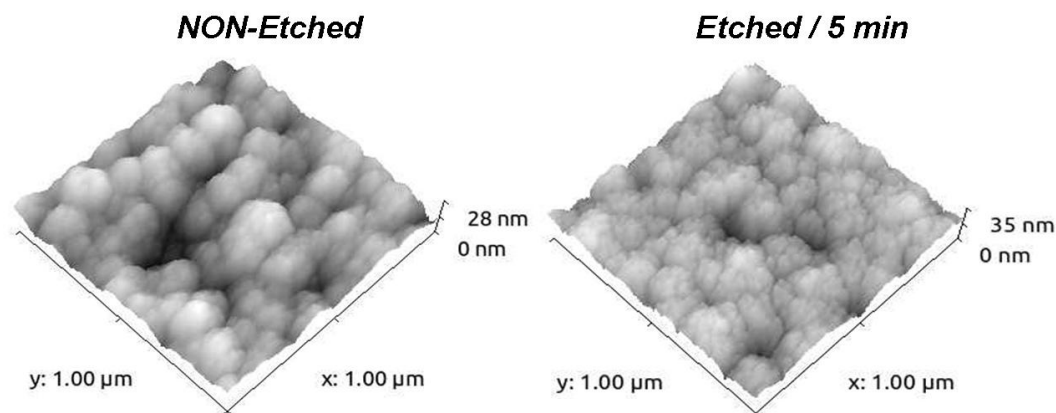 NON-Etched
Etched / 5 min
28 nm
0 nm
35 nm
0 nm
y: 1.00 µm
x: 1.00 µm
y: 1.00 µm
x: 1.00 µm